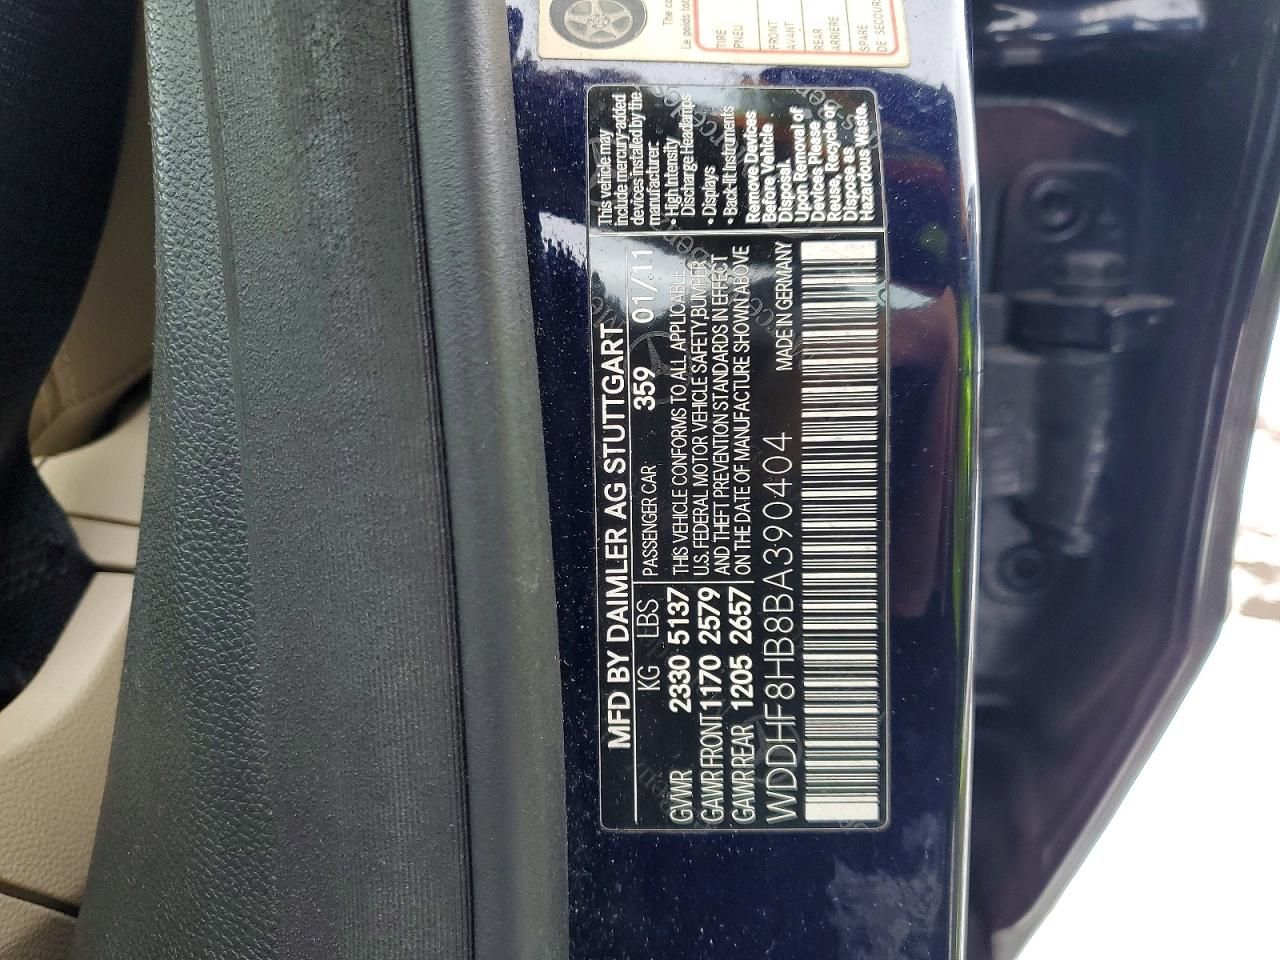 The
Le poids
TIRE
PNEU
FRONT
AVANT
REAR
ARRIERE
SPARE
DE SECOURS
MFD BY DAIMLER AG STUTTGART
KG LBS PASSENGER CAR 359 01/11
GVWR 2330 5137
GAWR FRONT 1170 2579
GAWR REAR 1205 2657
THIS VEHICLE CONFORMS TO ALL APPLICABLE
U.S. FEDERAL MOTOR VEHICLE SAFETY, BUMPER
AND THEFT PREVENTION STANDARDS IN EFFECT
ON THE DATE OF MANUFACTURE SHOWN ABOVE
WDDHF8HB8BA390404 MADE IN GERMANY
This vehicle may
include mercury-added
devices installed by the
manufacturer:
• High Intensity
Discharge Headlamps
• Displays
• Back-lit Instruments
Remove Devices
Before Vehicle
Disposal.
Upon Removal of
Devices Please
Reuse, Recycle or
Dispose as
Hazardous Waste.